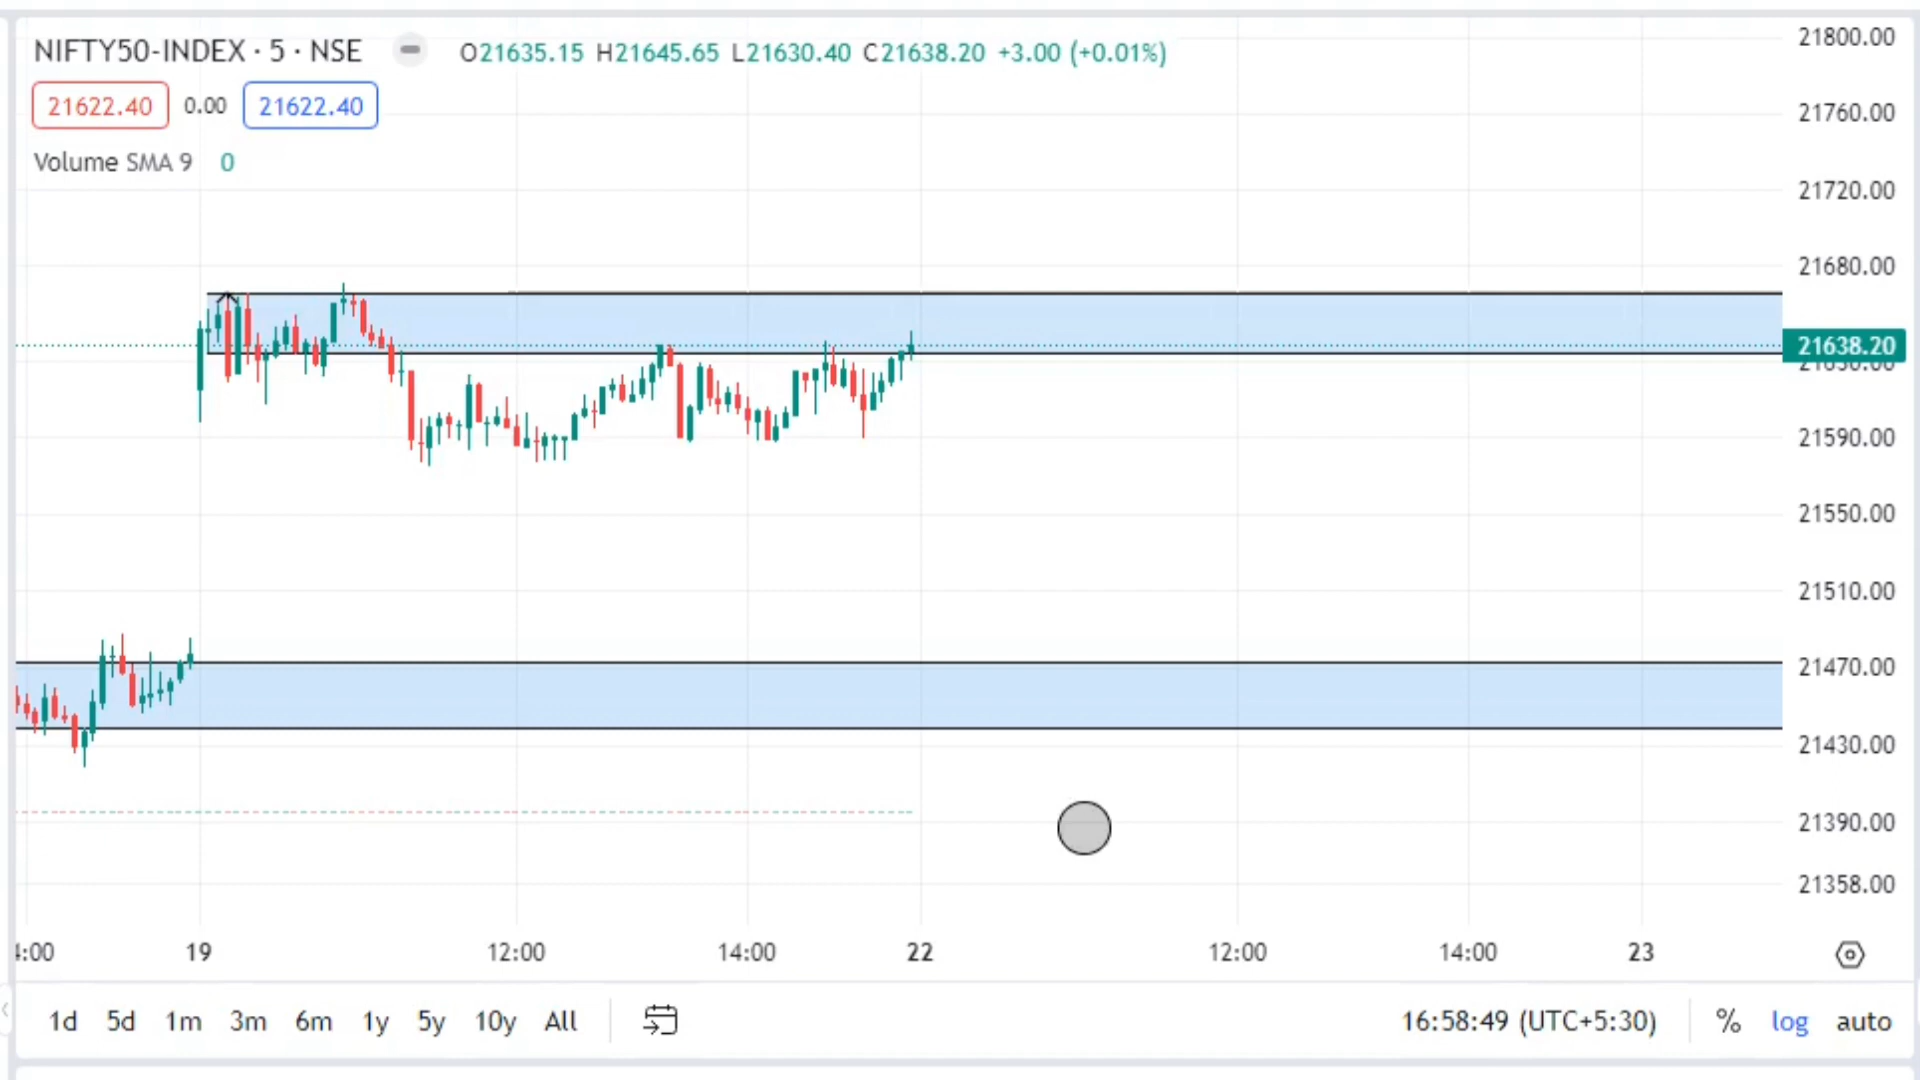 NIFTY50-INDEX · 5 · NSE O21635.15 H21645.65 L21630.40 C21638.20 +3.00 (+0.01%)
21622.40 0.00 21622.40
Volume SMA 9 0
21800.00
21760.00
21720.00
21680.00
21638.20
21590.00
21550.00
21510.00
21470.00
21430.00
21390.00
21358.00
19 12:00 14:00 22 12:00 14:00 23
1d 5d 1m 3m 6m 1y 5y 10y All 16:58:49 (UTC+5:30) % log auto